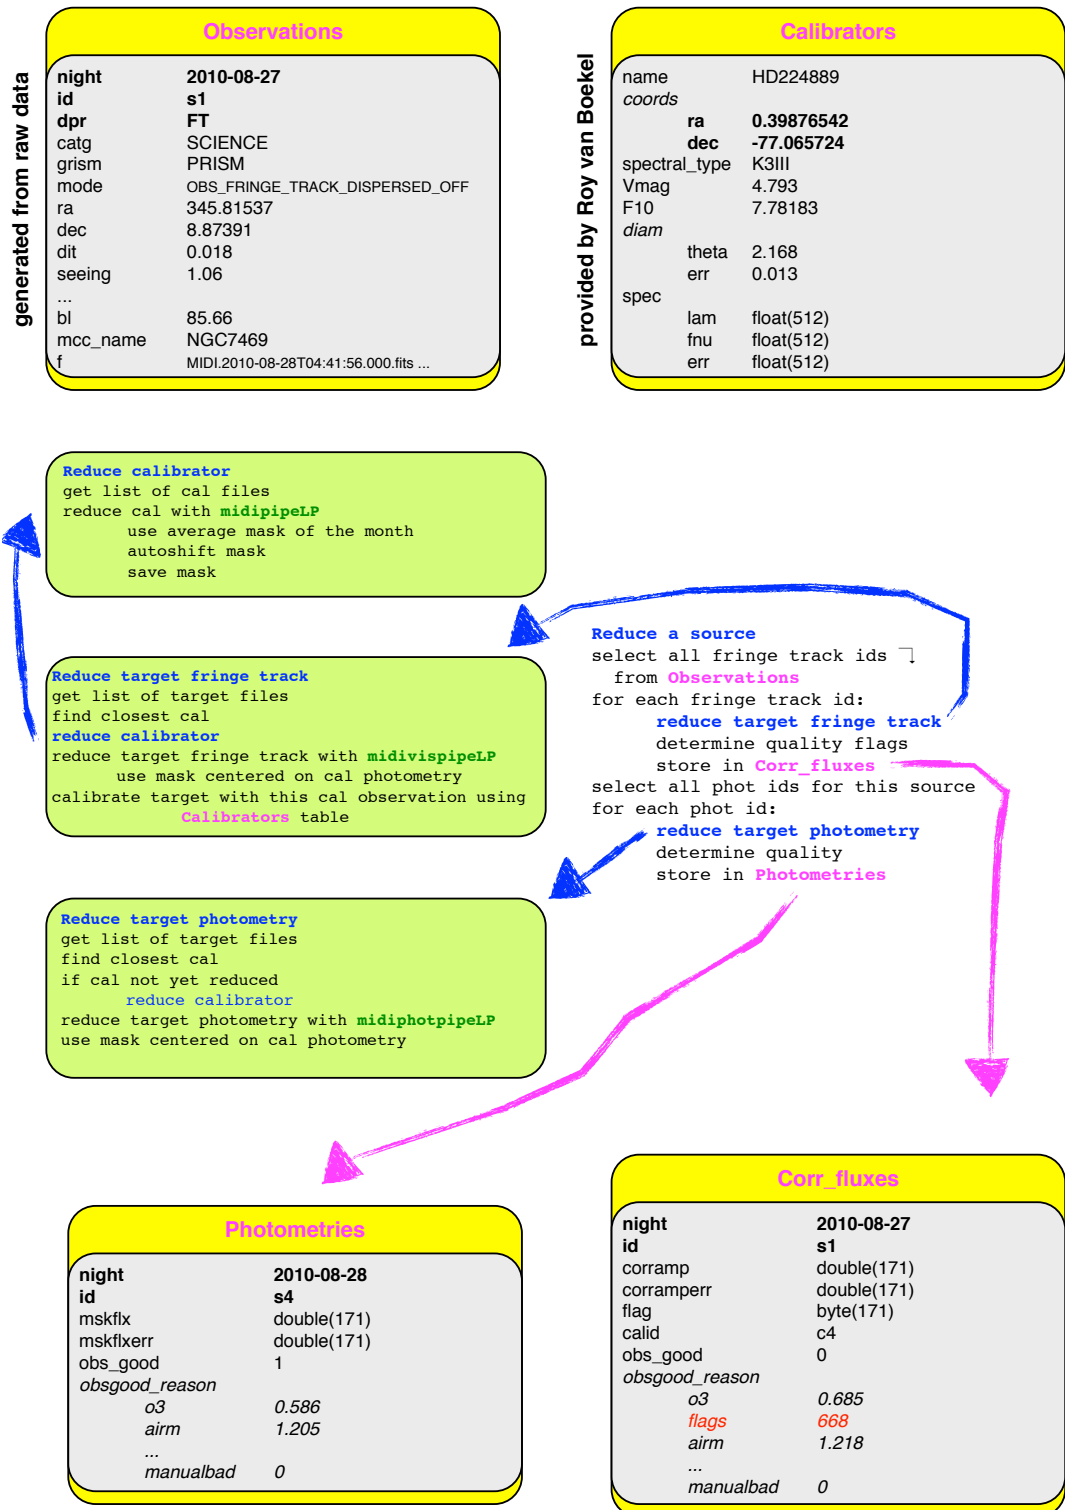 Observations
generated from raw data
night 2010-08-27
id s1
dpr FT
catg SCIENCE
grism PRISM
mode OBS_FRINGE_TRACK_DISPERSED_OFF
ra 345.81537
dec 8.87391
dit 0.018
seeing 1.06
...
bl 85.66
mcc_name NGC7469
f MIDI.2010-08-28T04:41:56.000.fits ...
Calibrators
provided by Roy van Boekel
name HD224889
coords
ra 0.39876542
dec -77.065724
spectral_type K3III
Vmag 4.793
F10 7.78183
diam
theta 2.168
err 0.013
spec
lam float(512)
fnu float(512)
err float(512)
Reduce calibrator
get list of cal files
reduce cal with midipipeLP
use average mask of the month
autoshift mask
save mask
Reduce target fringe track
get list of target files
find closest cal
reduce calibrator
reduce target fringe track with midivispipeLP
use mask centered on cal photometry
calibrate target with this cal observation using
Calibrators table
Reduce a source
select all fringe track ids
from Observations
for each fringe track id:
reduce target fringe track
determine quality flags
store in Corr_fluxes
select all phot ids for this source
for each phot id:
reduce target photometry
determine quality
store in Photometries
Reduce target photometry
get list of target files
find closest cal
if cal not yet reduced
reduce calibrator
reduce target photometry with midiphotpipeLP
use mask centered on cal photometry
Photometries
night 2010-08-28
id s4
mskflx double(171)
mskflxerr double(171)
obs_good 1
obsgood_reason
o3 0.586
airm 1.205
...
manualbad 0
Corr_fluxes
night 2010-08-27
id s1
corramp double(171)
corramperr double(171)
flag byte(171)
calid c4
obs_good 0
obsgood_reason
o3 0.685
flags 668
airm 1.218
...
manualbad 0